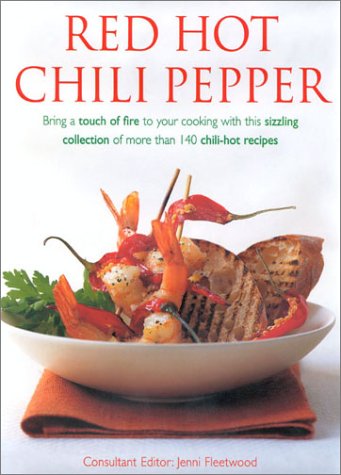 RED HOT
CHILI PEPPER
Bring a touch of fire to your cooking with this sizzling
collection of more than 140 chili-hot recipes
Consultant Editor: Jenni Fleetwood